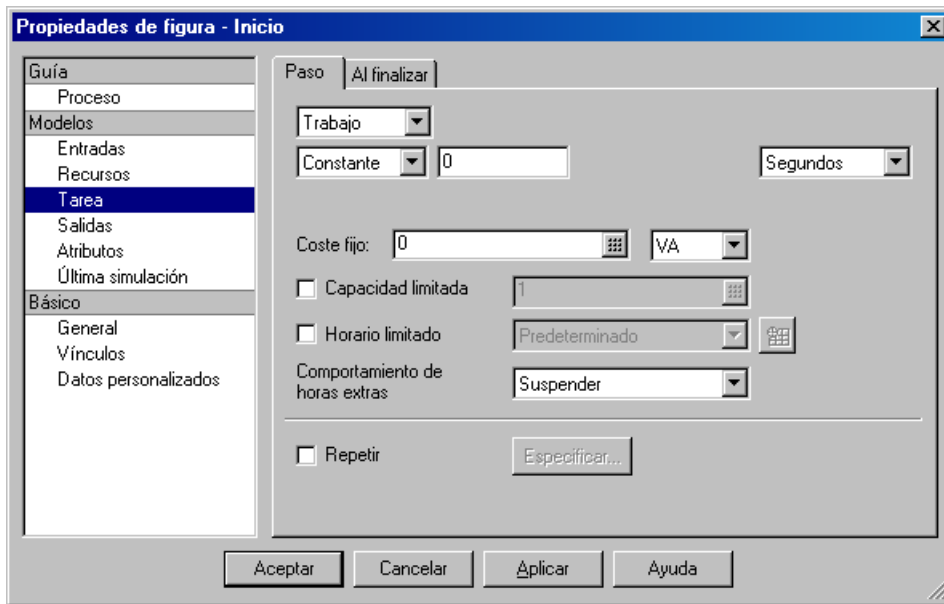 Propiedades de figura - Inicio
Guía
Proceso
Modelos
Entradas
Recursos
Tarea
Salidas
Atributos
Última simulación
Básico
General
Vínculos
Datos personalizados
Paso Al finalizar
Trabajo
Constante 0 Segundos
Coste fijo: 0 VA
Capacidad limitada 1
Horario limitado Predeterminado
Comportamiento de
horas extras Suspender
Repetir Especificar...
Aceptar Cancelar Aplicar Ayuda